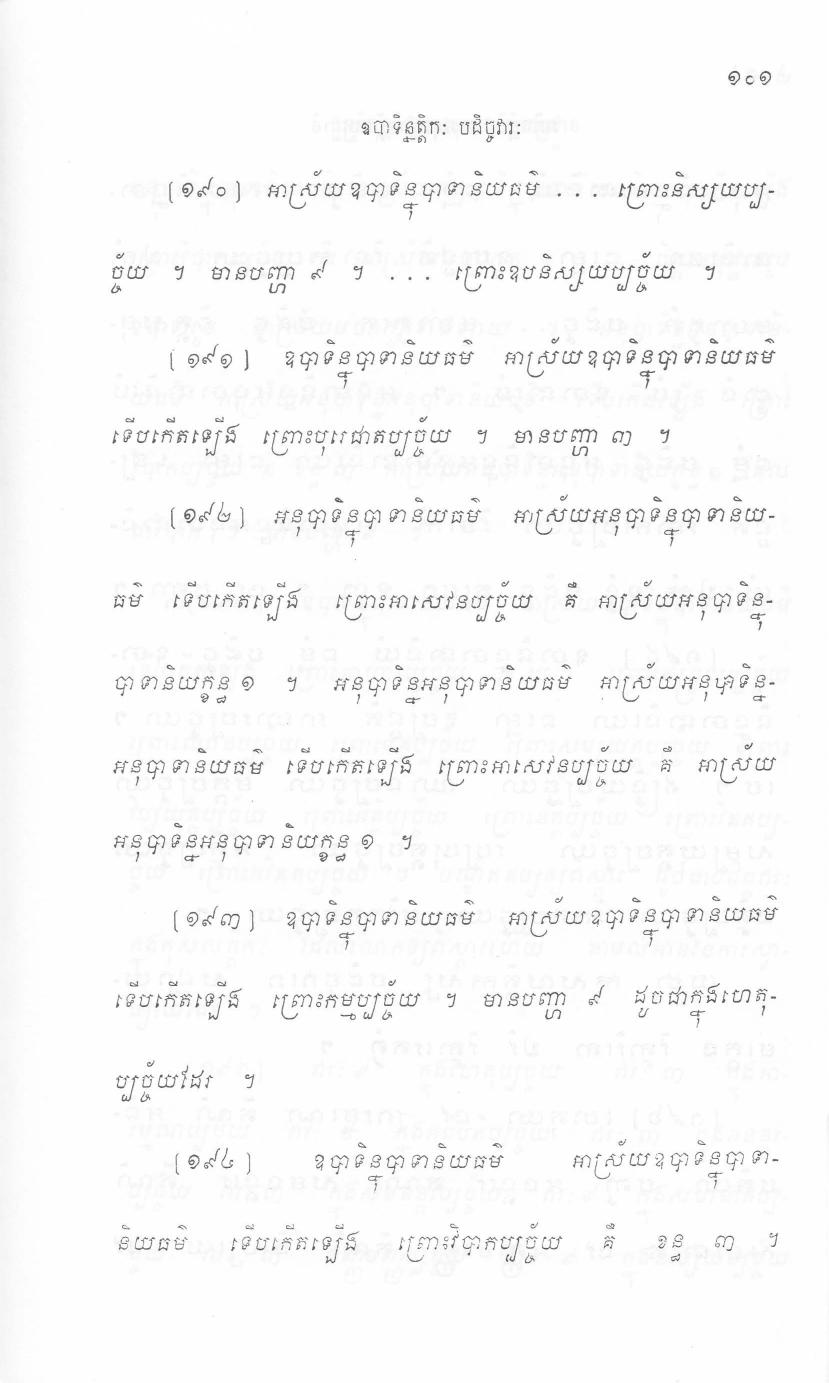 ១០១
ឧបាទិន្នត្តិកៈ បដិច្ចវារៈ
[១៩០] អាស្រ័យឧបាទិន្នុបាទានិយធម៌ ... ព្រោះនិស្សយប្ប-
ច្ច័យ ។ មានបញ្ហា ៩ ។ ... ព្រោះឧបនិស្សយប្បច្ច័យ ។
[១៩១] ឧបាទិន្នុបាទានិយធម៌ អាស្រ័យឧបាទិន្នុបាទានិយធម៌
ទើបកើតឡើង ព្រោះបុរេជាតប្បច្ច័យ ។ មានបញ្ហា ៣ ។
[១៩២] អនុបាទិន្នុបាទានិយធម៌ អាស្រ័យអនុបាទិន្នុបាទានិយ-
ធម៌ ទើបកើតឡើង ព្រោះអាសេវនប្បច្ច័យ គឺ អាស្រ័យអនុបាទិន្នុ-
បាទានិយក្ខន្ធ ១ ។ អនុបាទិន្នអនុបាទានិយធម៌ អាស្រ័យអនុបាទិន្ន-
អនុបាទានិយធម៌ ទើបកើតឡើង ព្រោះអាសេវនប្បច្ច័យ គឺ អាស្រ័យ
អនុបាទិន្នអនុបាទានិយក្ខន្ធ ១ ។
[១៩៣] ឧបាទិន្នុបាទានិយធម៌ អាស្រ័យឧបាទិន្នុបាទានិយធម៌
ទើបកើតឡើង ព្រោះកម្មប្បច្ច័យ ។ មានបញ្ហា ៩ ដូចជាក្នុងហេតុ-
ប្បច្ច័យដែរ ។
[១៩៤] ឧបាទិន្នុបាទានិយធម៌ អាស្រ័យឧបាទិន្នុបាទា-
និយធម៌ ទើបកើតឡើង ព្រោះវិបាកប្បច្ច័យ គឺ ខន្ធ ៣ ។